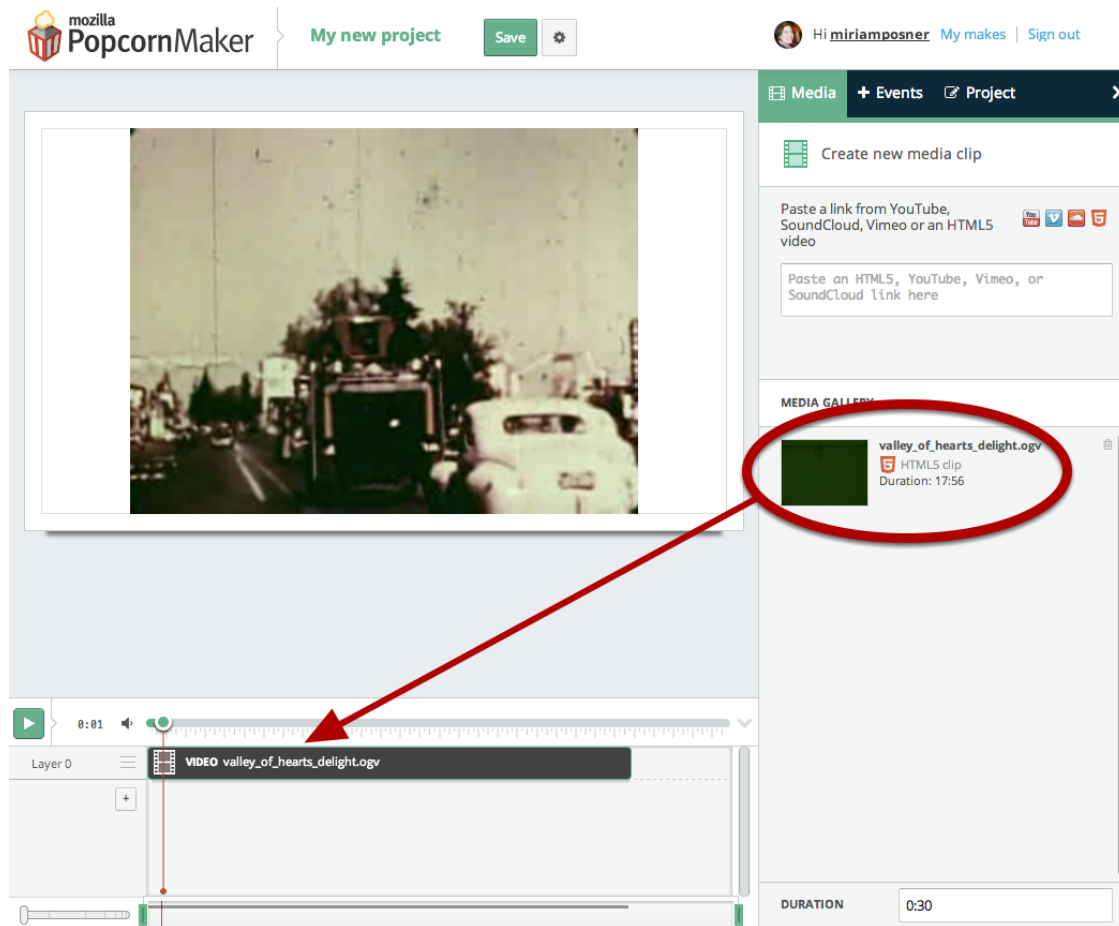 mozilla
PopcornMaker
My new project
Save
Hi miriamposner My makes | Sign out
Media
+ Events
Project
Create new media clip
Paste a link from YouTube,
SoundCloud, Vimeo or an HTML5
video
You
Tube
Paste an HTML5, YouTube, Vimeo, or
SoundCloud link here
MEDIA GALLERY
valley_of_hearts_delight.ogv
HTML5 clip
Duration: 17:56
0:01
Layer 0
VIDEO valley_of_hearts_delight.ogv
+
DURATION
0:30